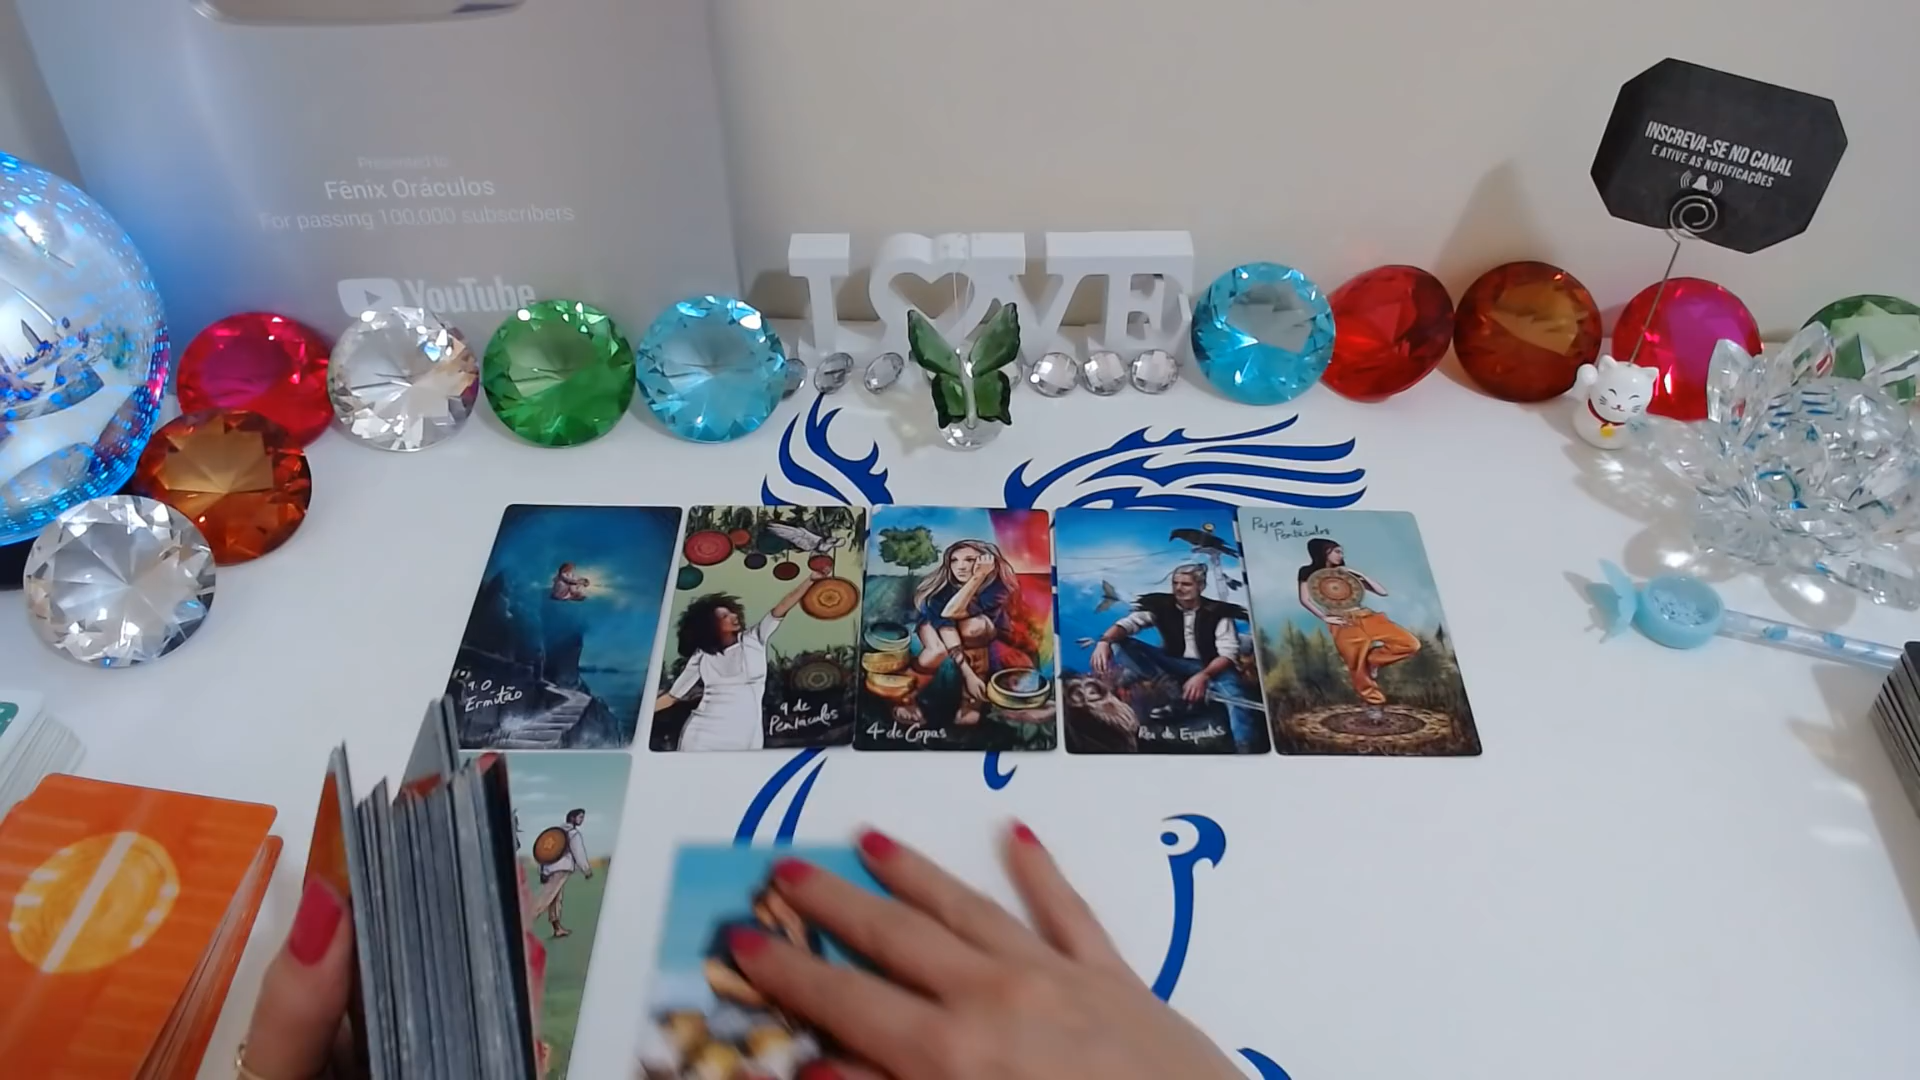 Presented to
Fênix Oráculos
For passing 100,000 subscribers
YouTube
LOVE
INSCREVA-SE NO CANAL
E ATIVE AS NOTIFICAÇÕES
9.O
Ermitão
9 de
Pentáculos
4 de Copas
Rei de Espadas
Pajem de
Pentáculos